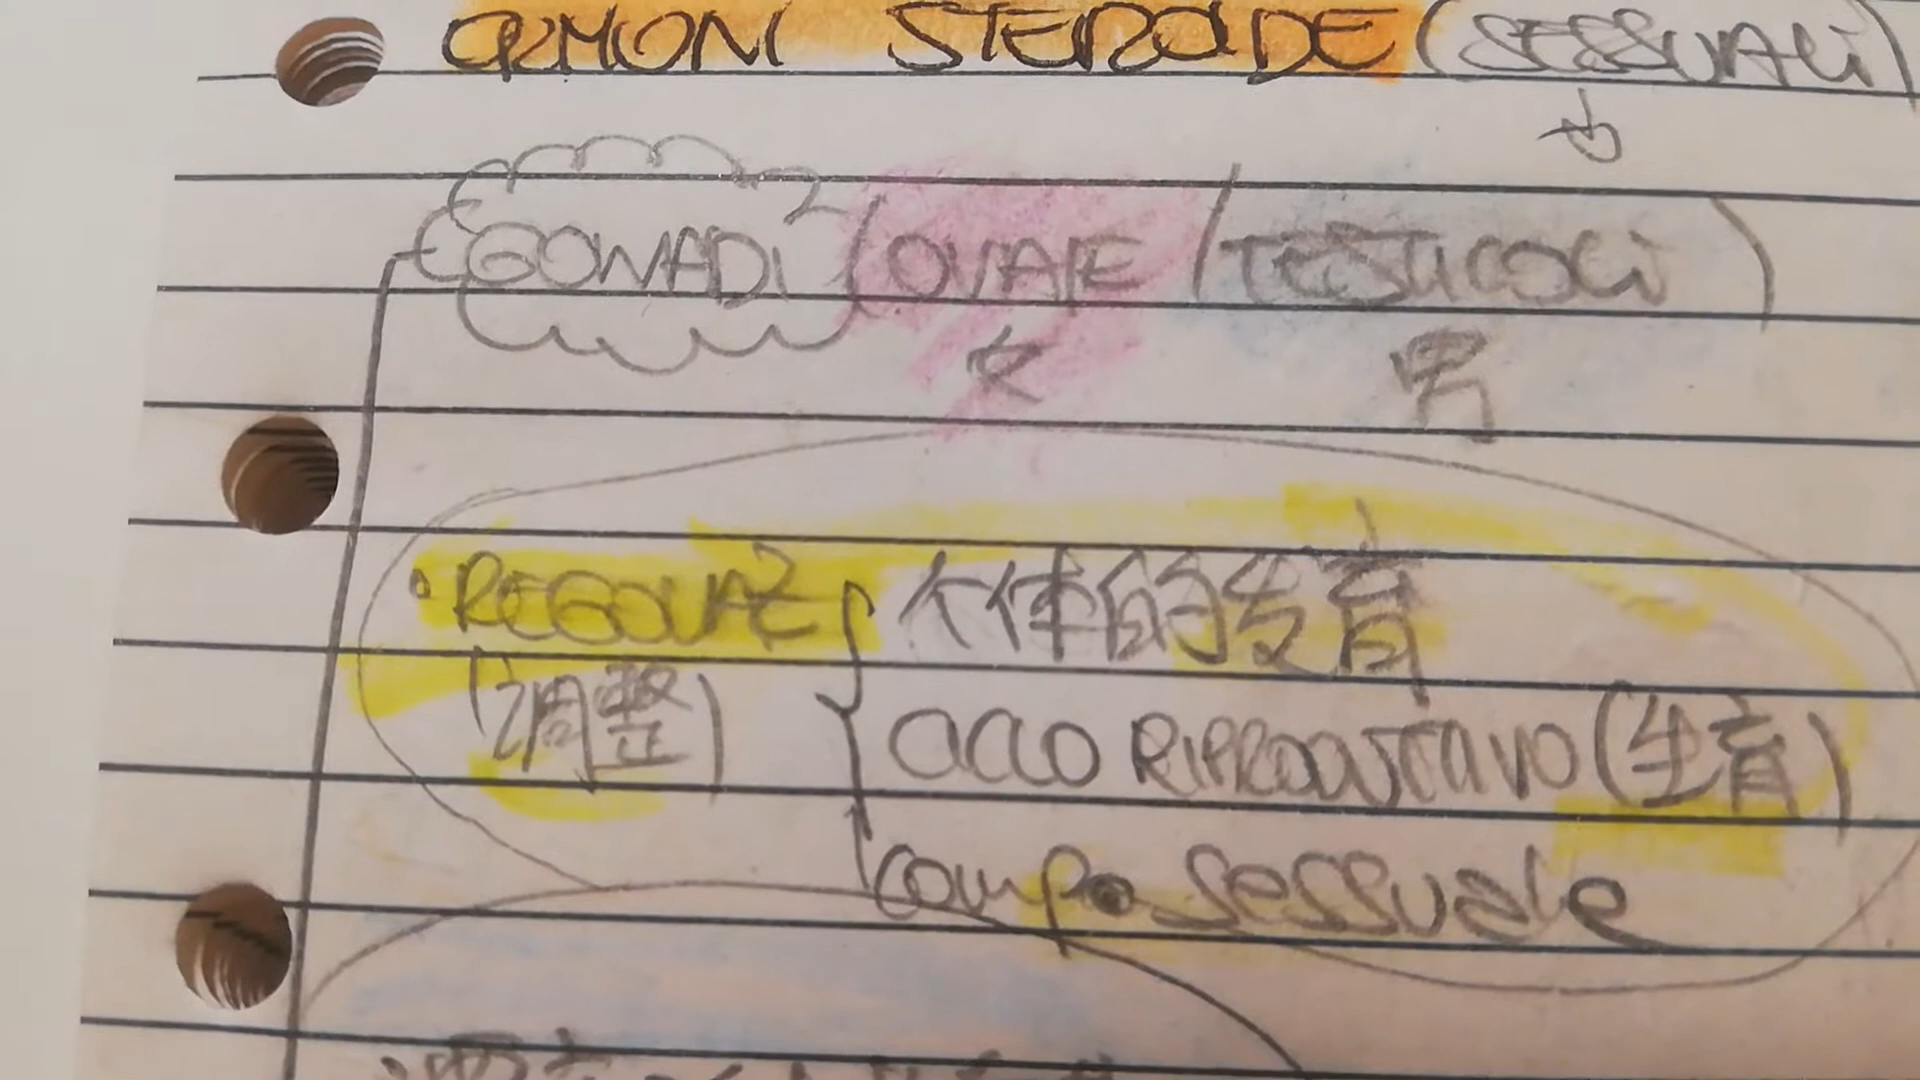 ORMONI STEROIDE (SESSUALI)
GONADI (OVAIE / TESTICOLI)
女 男
• REGOLAZ 个体的发育
(调整)
CICLO RIPRODUTTIVO (生育)
comp. sessuale